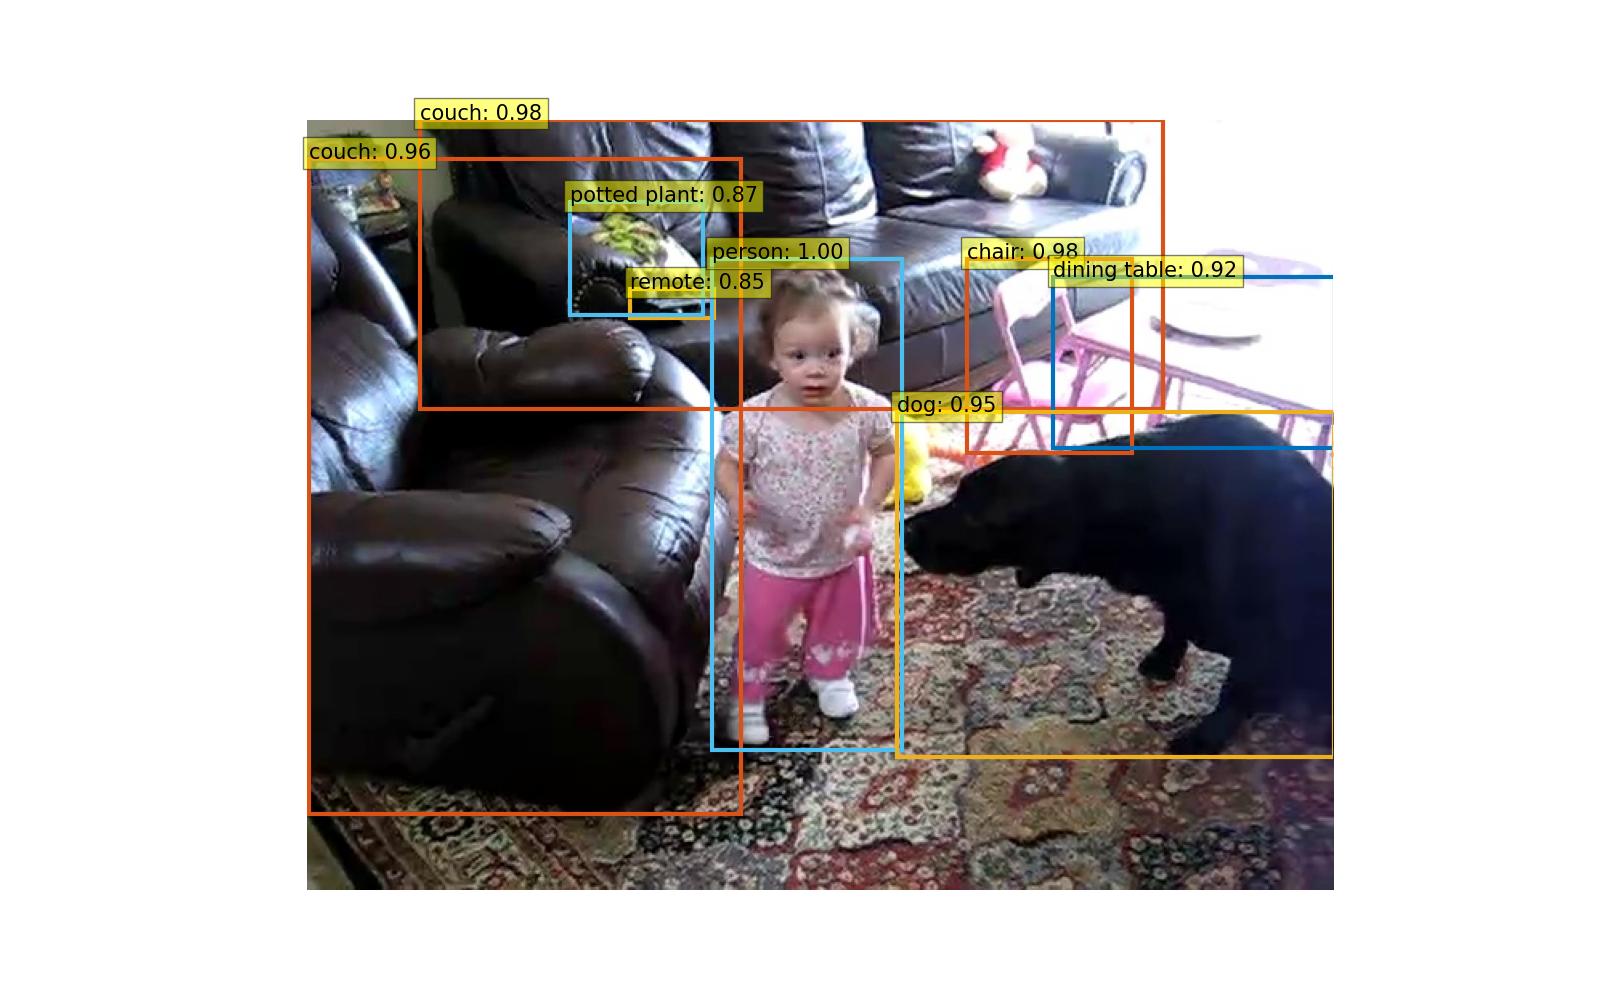 couch: 0.98
couch: 0.96
potted plant: 0.87
person: 1.00
chair: 0.98
dining table: 0.92
remote: 0.85
dog: 0.95